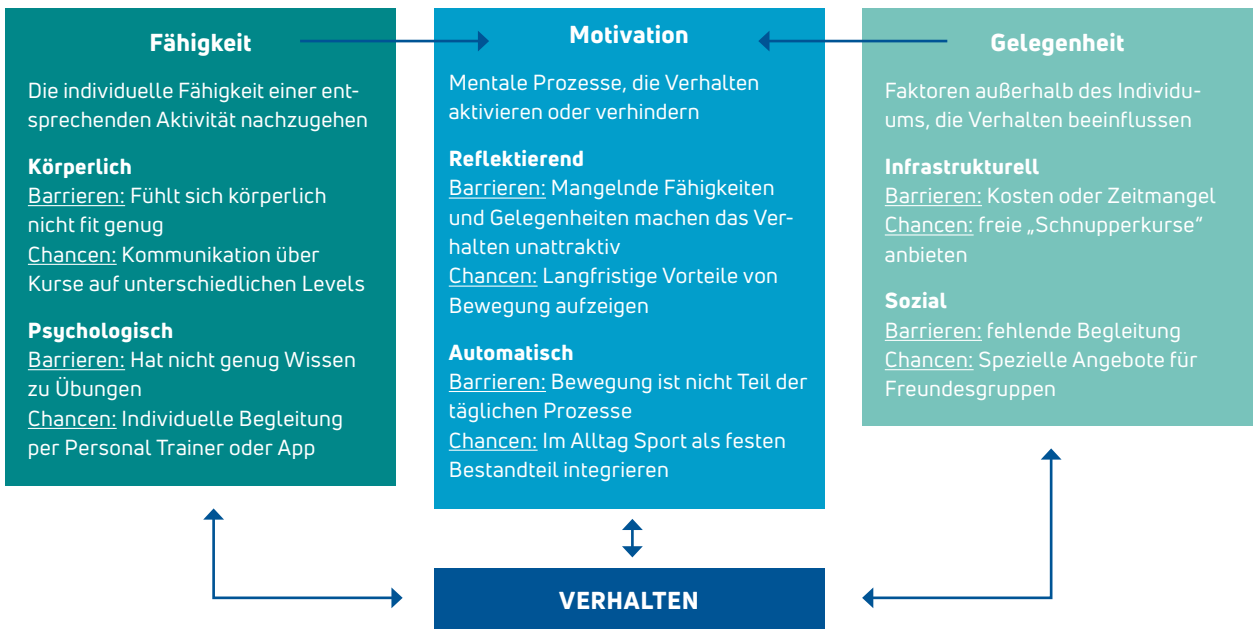 Fähigkeit
Die individuelle Fähigkeit einer ent-
sprechenden Aktivität nachzugehen
Körperlich
Barrieren: Fühlt sich körperlich
nicht fit genug
Chancen: Kommunikation über
Kurse auf unterschiedlichen Levels
Psychologisch
Barrieren: Hat nicht genug Wissen
zu Übungen
Chancen: Individuelle Begleitung
per Personal Trainer oder App
Motivation
Mentale Prozesse, die Verhalten
aktivieren oder verhindern
Reflektierend
Barrieren: Mangelnde Fähigkeiten
und Gelegenheiten machen das Ver-
halten unattraktiv
Chancen: Langfristige Vorteile von
Bewegung aufzeigen
Automatisch
Barrieren: Bewegung ist nicht Teil der
täglichen Prozesse
Chancen: Im Alltag Sport als festen
Bestandteil integrieren
Gelegenheit
Faktoren außerhalb des Individu-
ums, die Verhalten beeinflussen
Infrastrukturell
Barrieren: Kosten oder Zeitmangel
Chancen: freie „Schnupperkurse“
anbieten
Sozial
Barrieren: fehlende Begleitung
Chancen: Spezielle Angebote für
Freundesgruppen
VERHALTEN